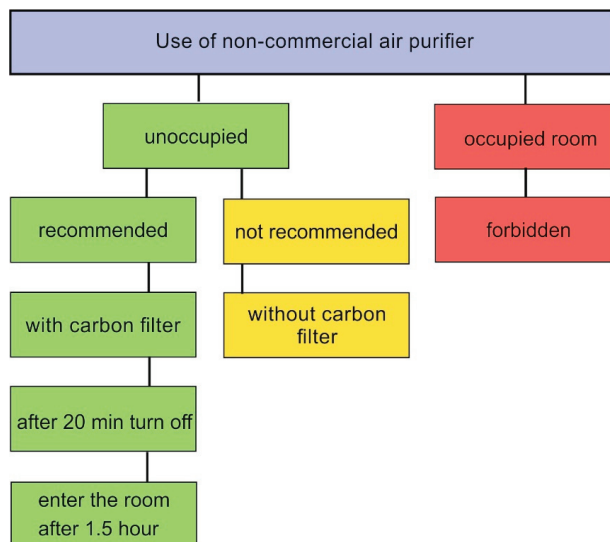 Use of non-commercial air purifier
unoccupied
occupied room
recommended
not recommended
forbidden
with carbon filter
without carbon
filter
after 20 min turn off
enter the room
after 1.5 hour